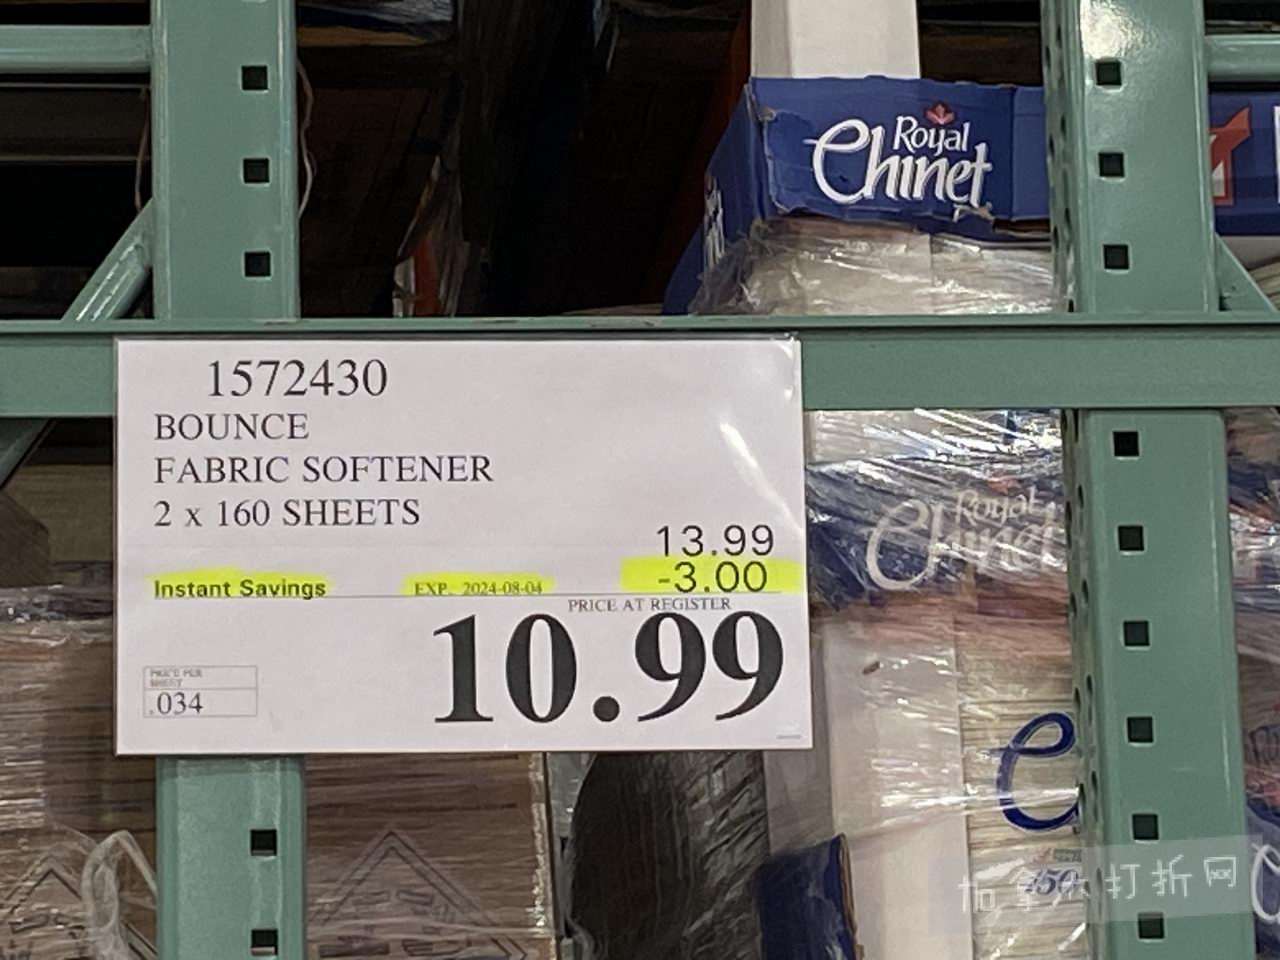 Royal
Chinet
1572430
BOUNCE
FABRIC SOFTENER
2 x 160 SHEETS
13.99
Instant Savings EXP. 2024-08-04 -3.00
PRICE AT REGISTER
10.99
PRICE PER
SHEET
.034
Royal
Chinet
C
450
加拿大打折网